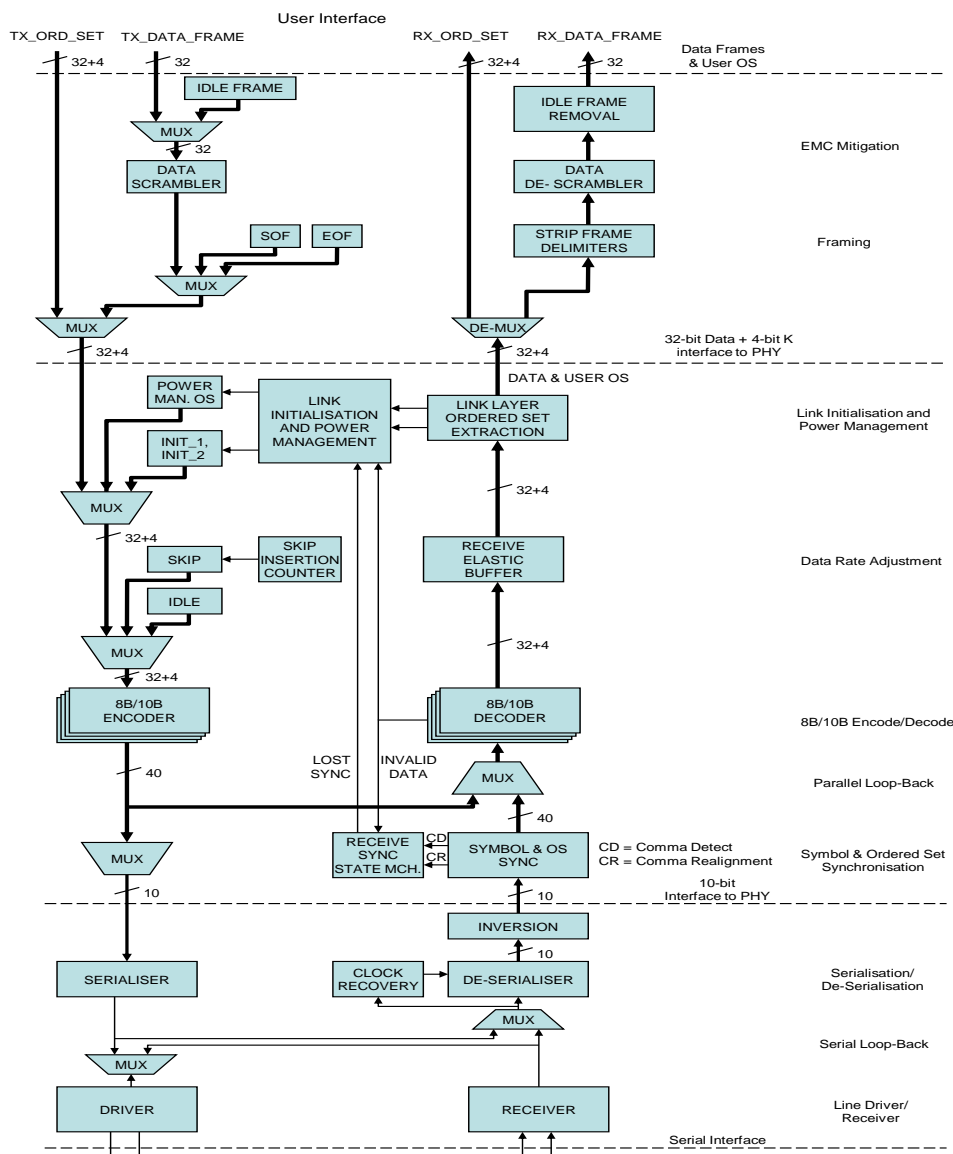 User Interface
TX_ORD_SET
TX_DATA_FRAME
RX_ORD_SET
RX_DATA_FRAME
Data Frames
& User OS
32+4
32
32+4
32
IDLE FRAME
MUX
32
DATA
SCRAMBLER
IDLE FRAME
REMOVAL
EMC Mitigation
DATA
DE- SCRAMBLER
SOF
EOF
STRIP FRAME
DELIMITERS
Framing
MUX
MUX
DE-MUX
32+4
32+4
32-bit Data + 4-bit K
interface to PHY
DATA & USER OS
POWER
MAN. OS
LINK
INITIALISATION
AND POWER
MANAGEMENT
LINK LAYER
ORDERED SET
EXTRACTION
Link Initialisation and
Power Management
INIT_1,
INIT_2
MUX
32+4
32+4
SKIP
SKIP
INSERTION
COUNTER
RECEIVE
ELASTIC
BUFFER
Data Rate Adjustment
IDLE
MUX
32+4
32+4
8B/10B
ENCODER
8B/10B
DECODER
8B/10B Encode/Decode
LOST
SYNC
INVALID
DATA
40
MUX
Parallel Loop-Back
40
MUX
RECEIVE
SYNC
STATE MCH.
CD
CR
SYMBOL & OS
SYNC
CD = Comma Detect
CR = Comma Realignment
Symbol & Ordered Set
Synchronisation
10
10
10-bit
Interface to PHY
INVERSION
10
SERIALISER
CLOCK
RECOVERY
DE-SERIALISER
Serialisation/
De-Serialisation
MUX
Serial Loop-Back
MUX
DRIVER
RECEIVER
Line Driver/
Receiver
Serial Interface